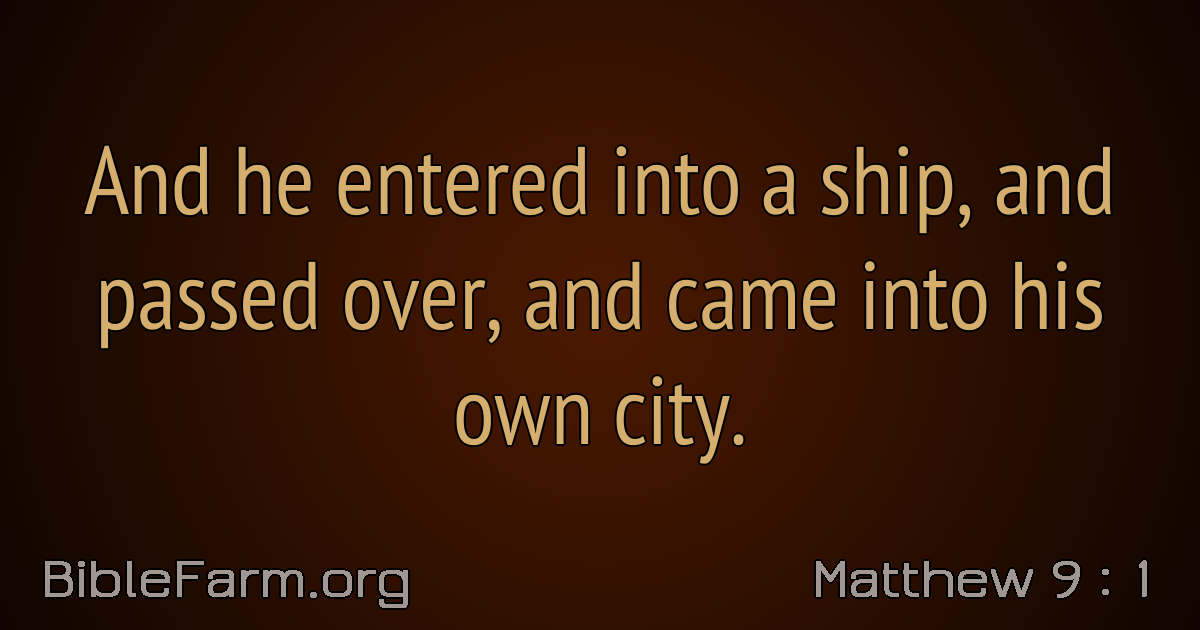 And he entered into a ship, and
passed over, and came into his
own city.
BibleFarm.org
Matthew 9 : 1